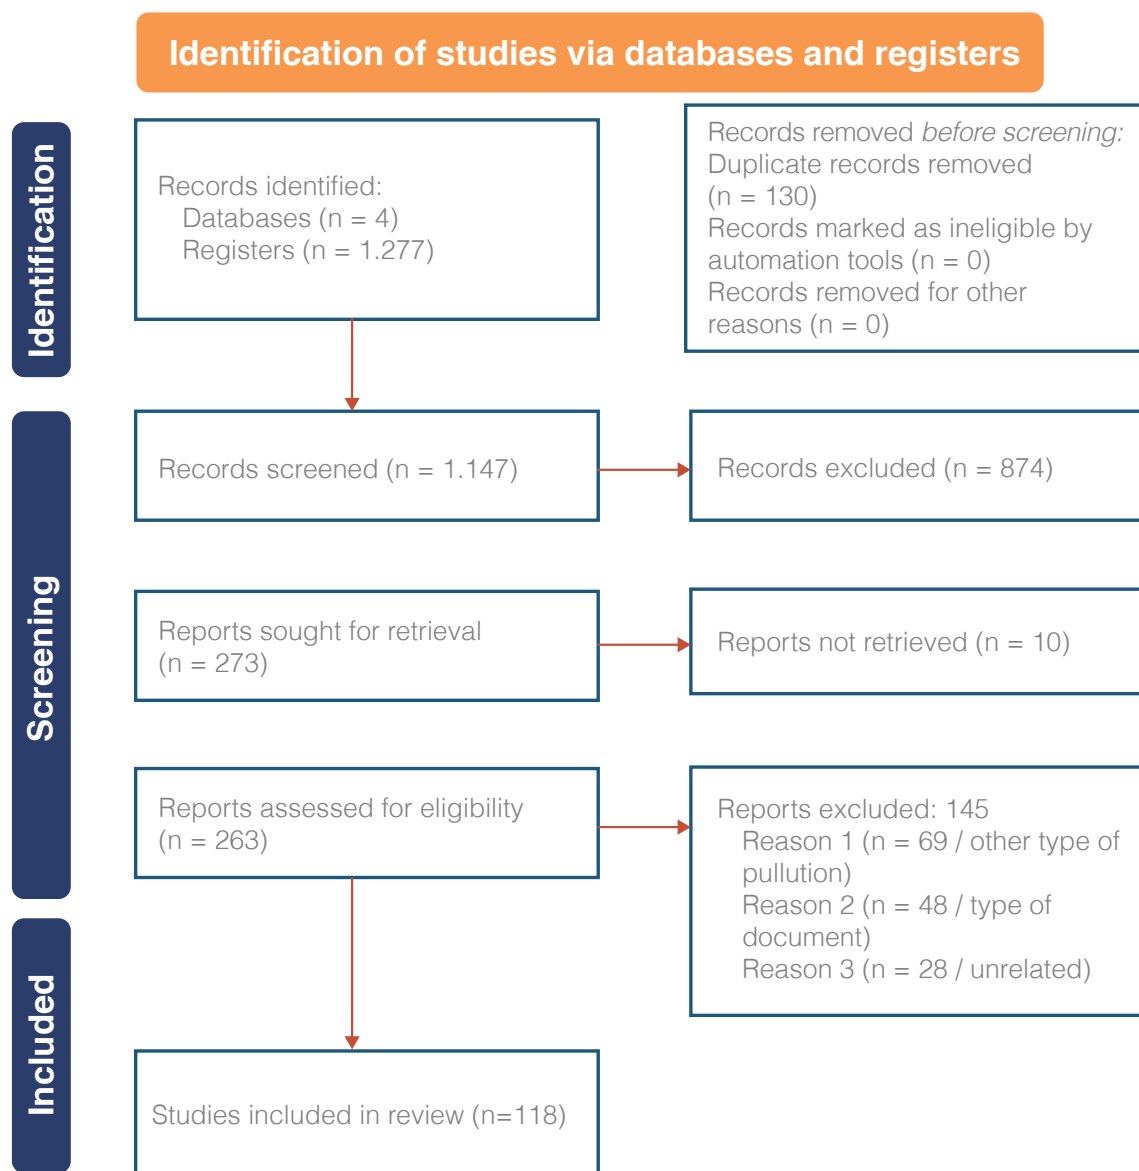 Identification of studies via databases and registers
Identification
Records identified:
Databases (n = 4)
Registers (n = 1.277)
Records removed before screening:
Duplicate records removed
(n = 130)
Records marked as ineligible by
automation tools (n = 0)
Records removed for other
reasons (n = 0)
Screening
Records screened (n = 1.147)
Records excluded (n = 874)
Reports sought for retrieval
(n = 273)
Reports not retrieved (n = 10)
Reports assessed for eligibility
(n = 263)
Reports excluded: 145
Reason 1 (n = 69 / other type of
pullution)
Reason 2 (n = 48 / type of
document)
Reason 3 (n = 28 / unrelated)
Included
Studies included in review (n=118)